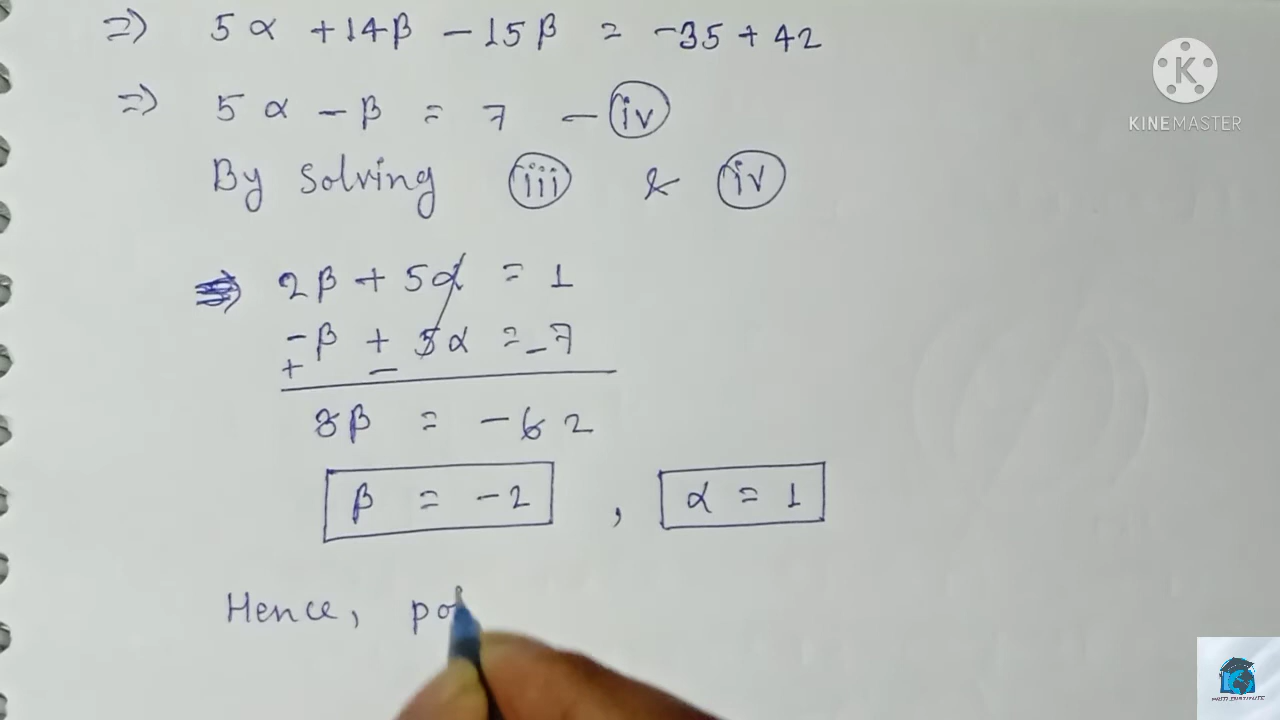 ⇒) 5α + 14β - 15β = -35 + 42
⇒) 5α - β = 7 - (iv)
By solving (iii) & (iv)
⇒) 2β + 5α = 1
-β + 5α = -7
+ -
3β = -6 2
β = -2 , α = 1
Hence, po
K
KINEMASTER